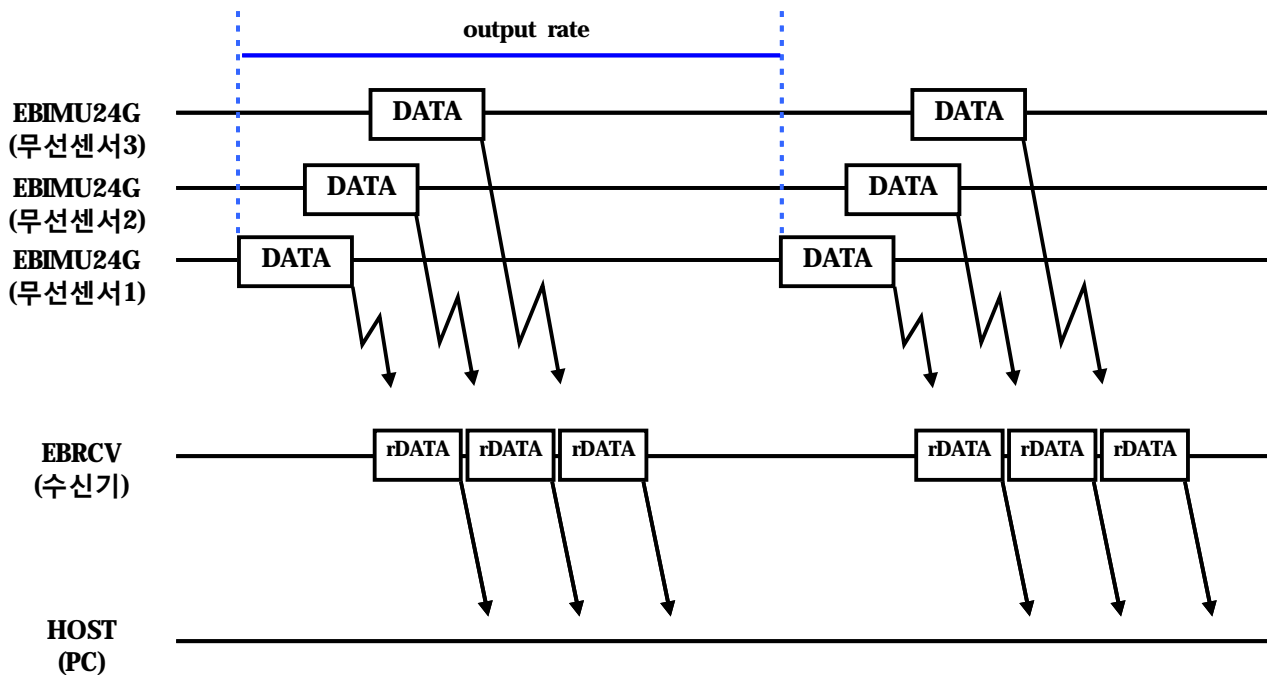 output rate
EBIMU24G
(무선센서3)
DATA
DATA
EBIMU24G
(무선센서2)
DATA
DATA
EBIMU24G
(무선센서1)
DATA
DATA
EBRCV
(수신기)
rDATA
rDATA
rDATA
rDATA
rDATA
rDATA
HOST
(PC)